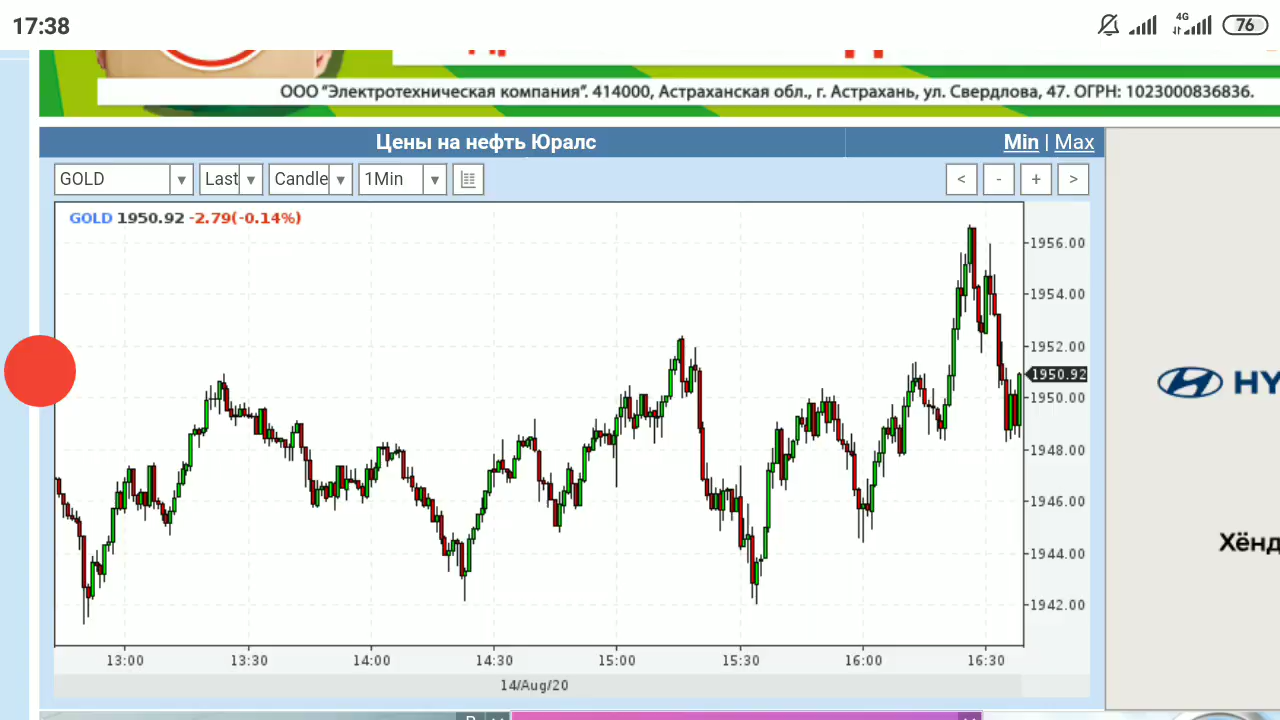 17:38
4G
76
ООО "Электротехническая компания". 414000, Астраханская обл., г. Астрахань, ул. Свердлова, 47. ОГРН: 1023000836836.
Цены на нефть Юралс
Min | Max
GOLD
Last
Candle
1Min
<
-
+
>
GOLD 1950.92 -2.79(-0.14%)
1956.00
1954.00
1952.00
1950.92
1950.00
1948.00
1946.00
1944.00
1942.00
13:00
13:30
14:00
14:30
15:00
15:30
16:00
16:30
14/Aug/20
HY
Хёнд